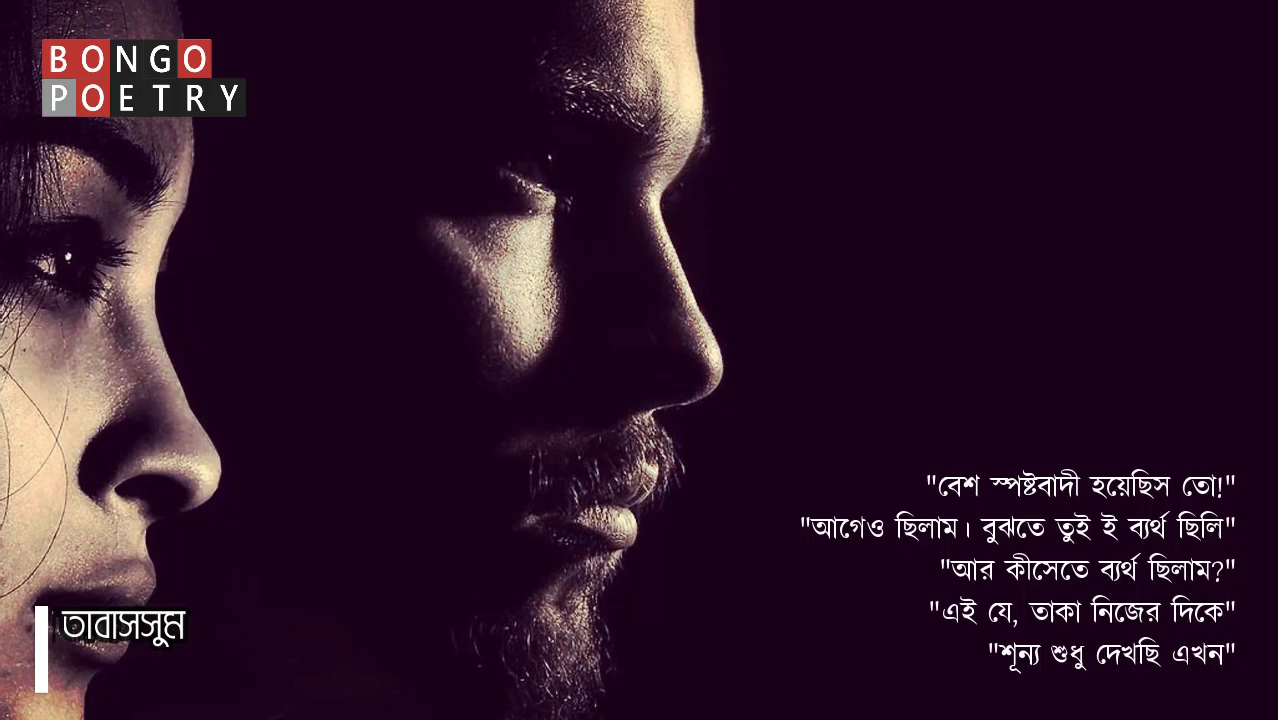 BONGO
POETRY
"বেশ স্পষ্টবাদী হয়েছিস তো!"
"আগেও ছিলাম। বুঝতে তুই ই ব্যর্থ ছিলি"
"আর কীসেতে ব্যর্থ ছিলাম?"
"এই যে, তাকা নিজের দিকে"
"শূন্য শুধু দেখছি এখন"
তাবাসসুম